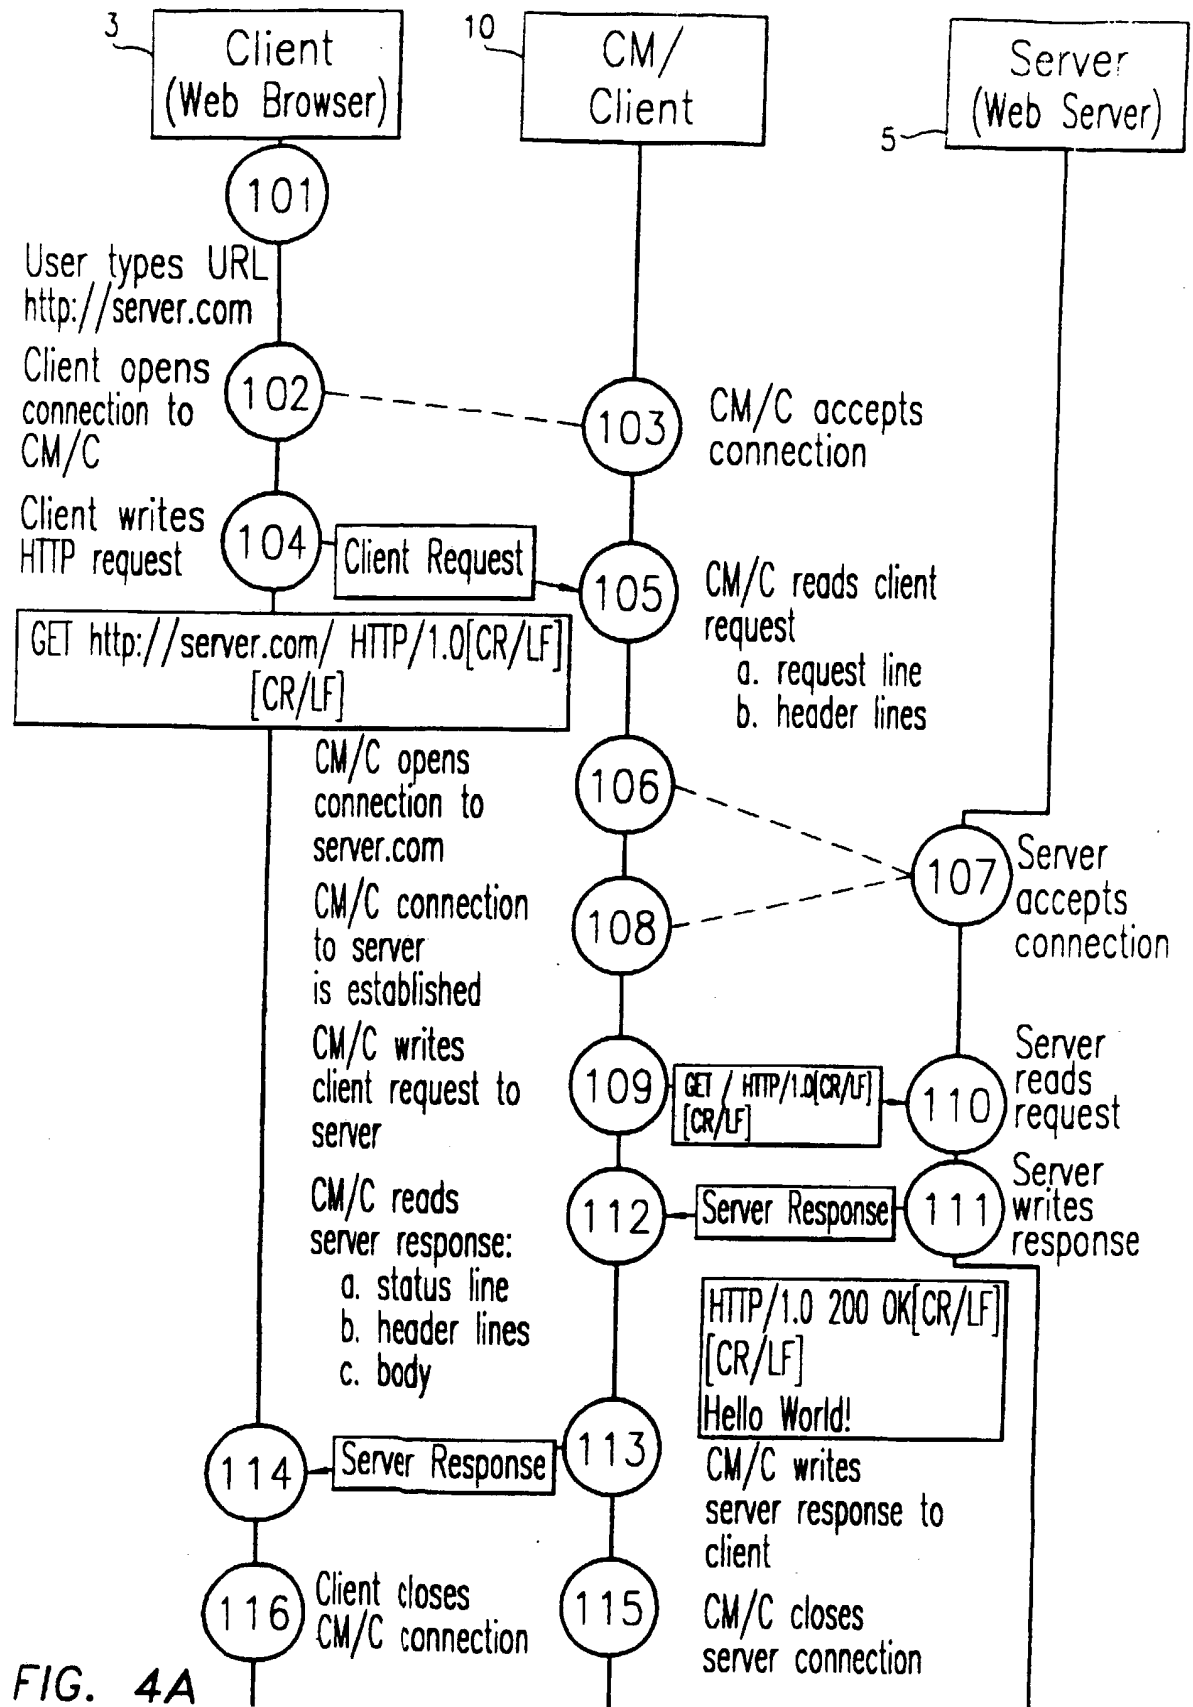 3
Client
(Web Browser)
10
CM/
Client
5
Server
(Web Server)
101
User types URL
http://server.com
Client opens
connection to
CM/C
102
103
CM/C accepts
connection
Client writes
HTTP request
104
Client Request
105
CM/C reads client
request
a. request line
b. header lines
GET http://server.com/ HTTP/1.0[CR/LF]
[CR/LF]
CM/C opens
connection to
server.com
106
107
Server
accepts
connection
CM/C connection
to server
is established
108
CM/C writes
client request to
server
109
GET / HTTP/1.0[CR/LF]
[CR/LF]
110
Server
reads
request
CM/C reads
server response:
a. status line
b. header lines
c. body
112
Server Response
111
Server
writes
response
HTTP/1.0 200 OK[CR/LF]
[CR/LF]
Hello World!
114
Server Response
113
CM/C writes
server response to
client
116
Client closes
CM/C connection
115
CM/C closes
server connection
FIG. 4A